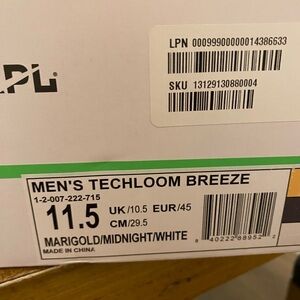 APL
LPN 00099900000014386633
SKU 13129130880004
MEN'S TECHLOOM BREEZE
1-2-007-222-715
11.5 UK/10.5 EUR/45
CM/29.5
MARIGOLD/MIDNIGHT/WHITE
MADE IN CHINA